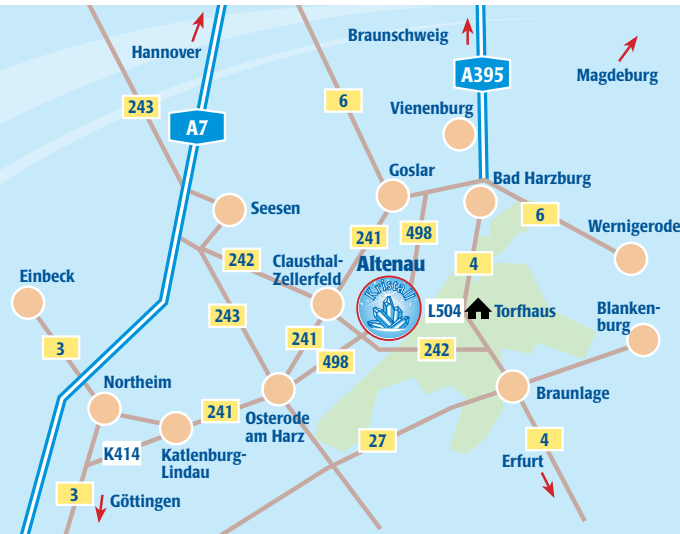 Hannover
Braunschweig
Magdeburg
243
A7
6
A395
Vienenburg
Goslar
Bad Harzburg
Seesen
6
Wernigerode
241
498
242
Clausthal-
Zellerfeld
Altenau
Kristall
4
Einbeck
243
L504
Torfhaus
Blanken-
burg
3
241
498
242
Northeim
241
Osterode
am Harz
Braunlage
K414
Katlenburg-
Lindau
27
4
Erfurt
3
Göttingen